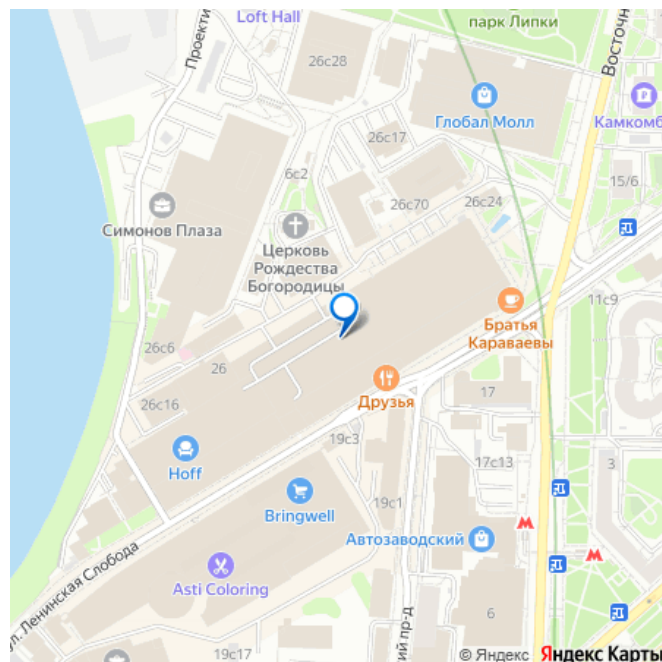 Loft Hall
парк Липки
Проекти
Восточн
26с28
Глобал Молл
Камкомб
26с17
15/6
6с2
26с70
26с24
Симонов Плаза
Церковь
Рождества
Богородицы
11с9
Братья
Караваевы
26с6
26
Друзья
17
26с16
19с3
Hoff
17с13
3
Bringwell
19с1
Автозаводский
ул. Ленинская Слобода
Asti Coloring
6
19с17
ий пр-д
© Яндекс
Яндекс Карты